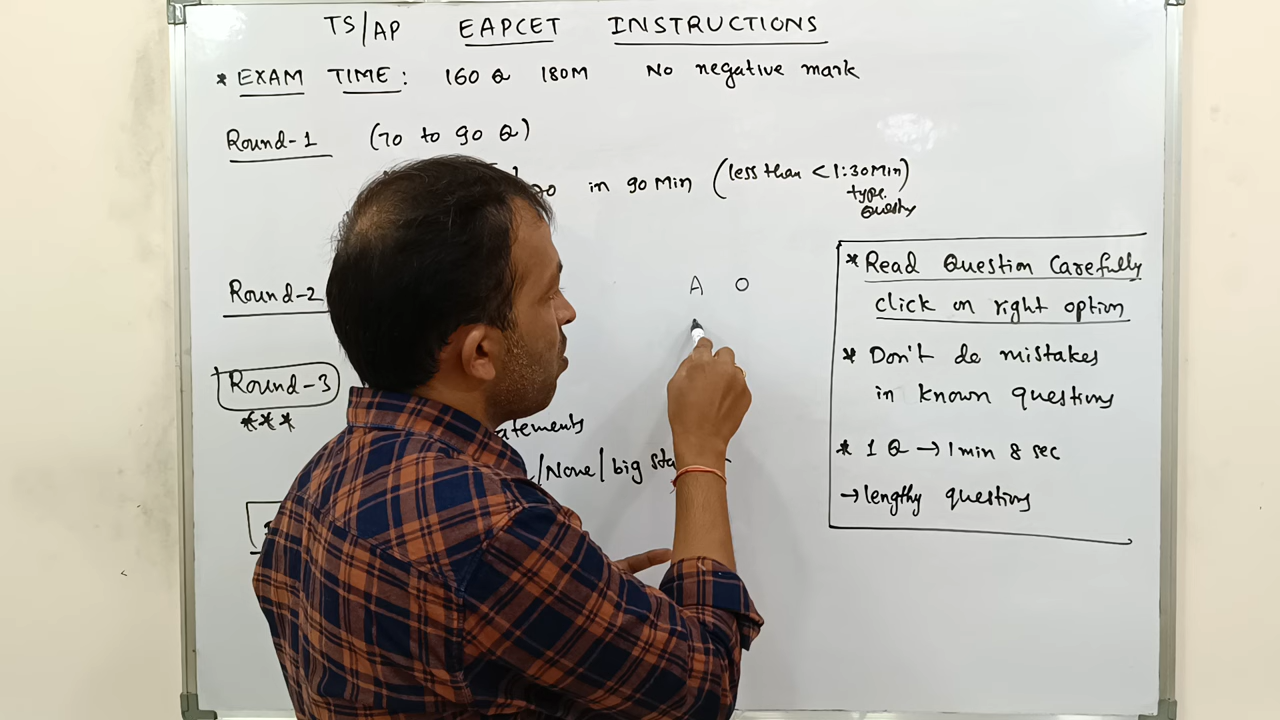 TS/AP EAPCET INSTRUCTIONS
* EXAM TIME : 160 Q 180M No negative mark
Round-1 (70 to 90 Q)
in 90 Min (less than < 1:30 Min)
type
Round-2
A O
Round-3
***
/None/big
* Read Question Carefully
click on right option
* Don't do mistakes
in known questions
* 1 Q → 1 min 8 sec
→ lengthy questions